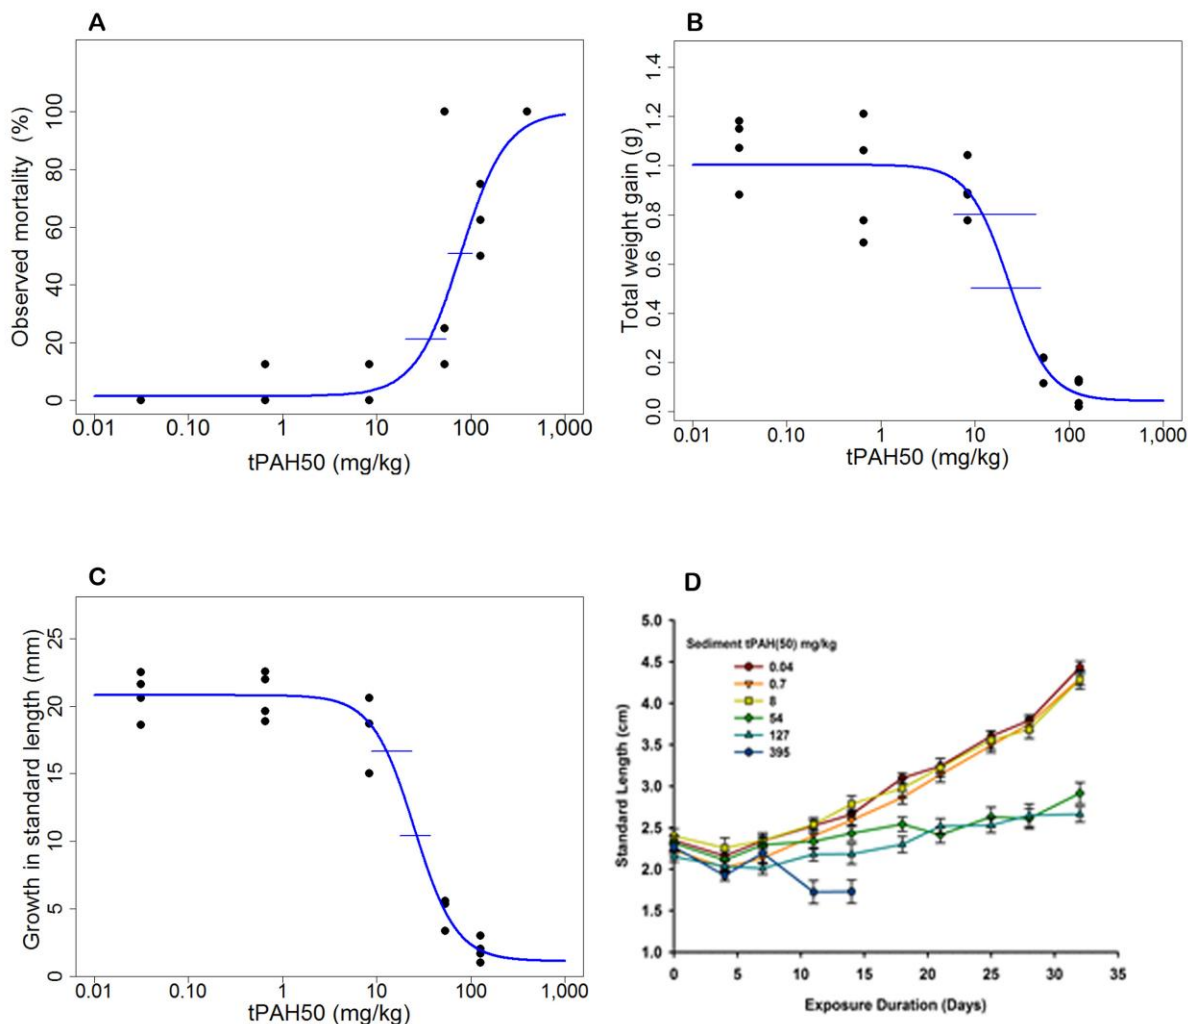 A
Observed mortality (%)
100
80
60
40
20
0
0.01 0.10 1 10 100 1,000
tPAH50 (mg/kg)
B
Total weight gain (g)
1.4
1.2
1.0
0.8
0.6
0.4
0.2
0.0
0.01 0.10 1 10 100 1,000
tPAH50 (mg/kg)
C
Growth in standard length (mm)
25
20
15
10
5
0
0.01 0.10 1 10 100 1,000
tPAH50 (mg/kg)
D
Standard Length (cm)
5.0
4.5
4.0
3.5
3.0
2.5
2.0
1.5
1.0
Sediment tPAH(50) mg/kg
0.04
0.7
8
54
127
395
0 5 10 15 20 25 30 35
Exposure Duration (Days)